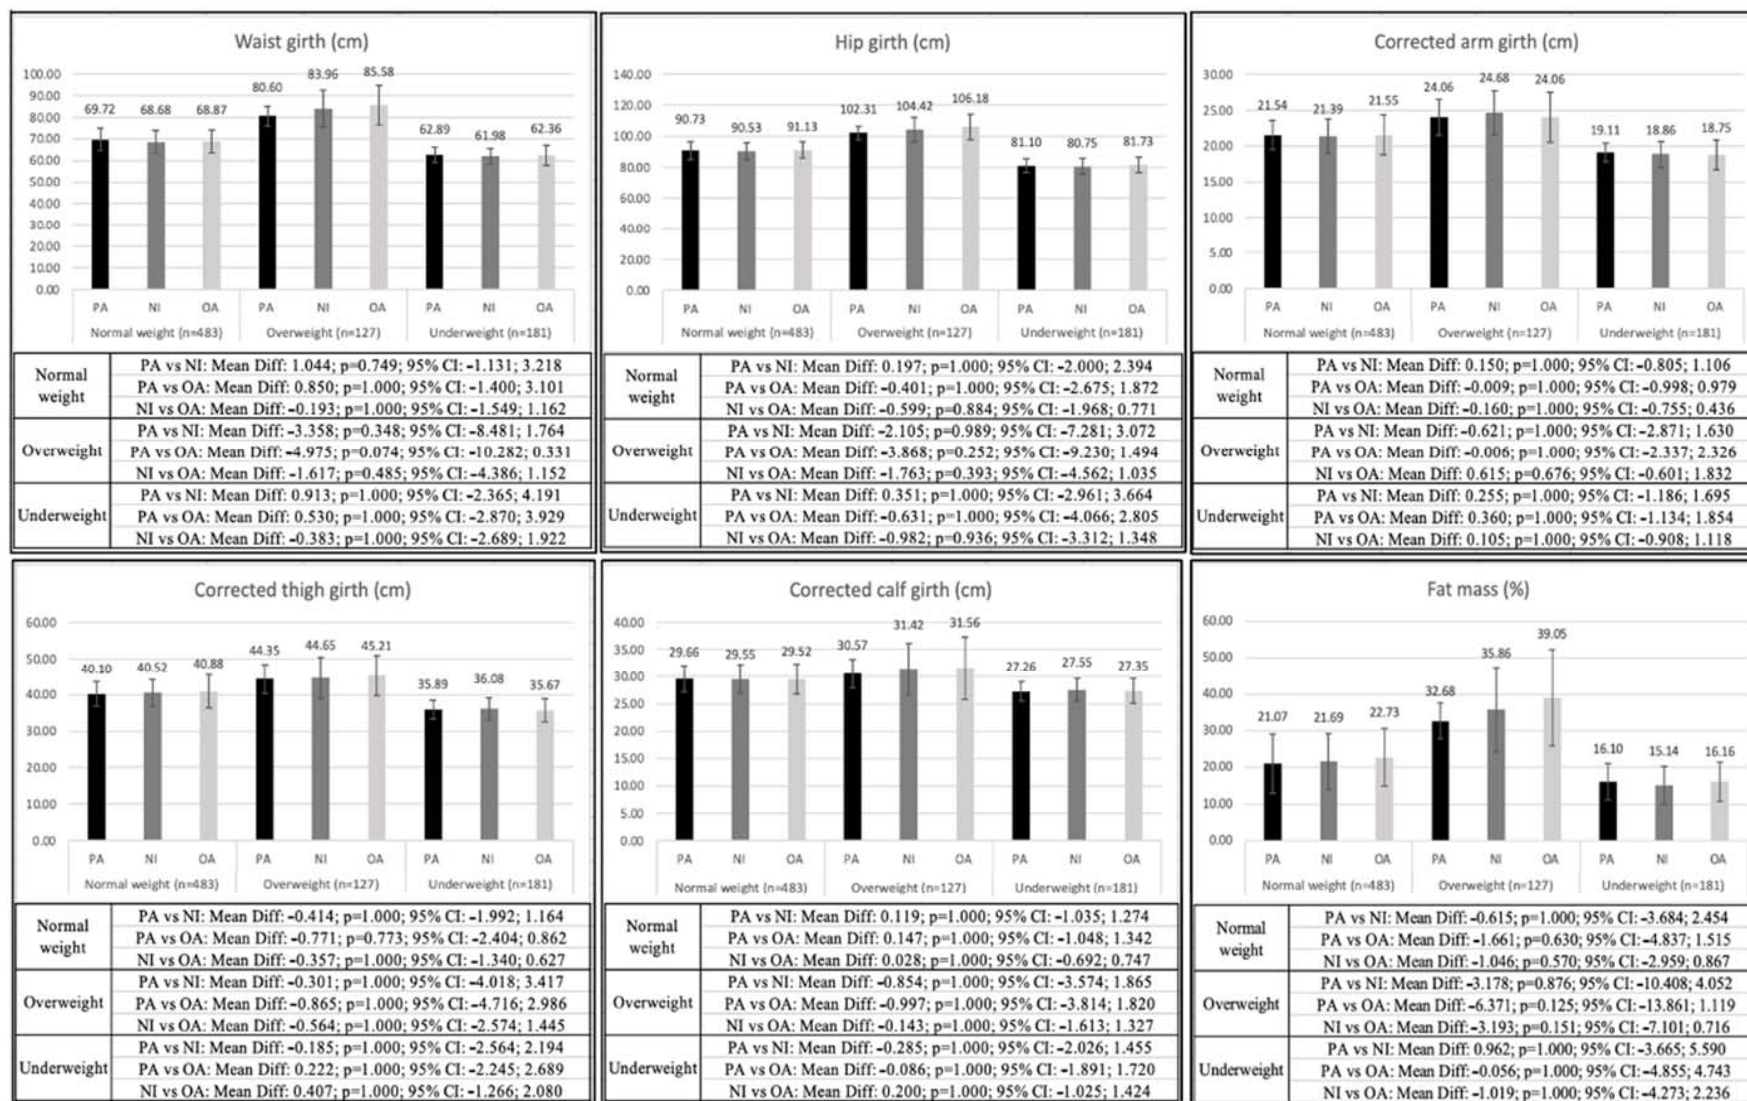 Waist girth (cm)
100.00
90.00
80.00
70.00
60.00
50.00
40.00
30.00
20.00
10.00
0.00
69.72 68.68 68.87 80.60 83.96 85.58 62.89 61.98 62.36
PA NI OA PA NI OA PA NI OA
Normal weight (n=483) Overweight (n=127) Underweight (n=181)
Normal weight
PA vs NI: Mean Diff: 1.044; p=0.749; 95% CI: -1.131; 3.218
PA vs OA: Mean Diff: 0.850; p=1.000; 95% CI: -1.400; 3.101
NI vs OA: Mean Diff: -0.193; p=1.000; 95% CI: -1.549; 1.162
Overweight
PA vs NI: Mean Diff: -3.358; p=0.348; 95% CI: -8.481; 1.764
PA vs OA: Mean Diff: -4.975; p=0.074; 95% CI: -10.282; 0.331
NI vs OA: Mean Diff: -1.617; p=0.485; 95% CI: -4.386; 1.152
Underweight
PA vs NI: Mean Diff: 0.913; p=1.000; 95% CI: -2.365; 4.191
PA vs OA: Mean Diff: 0.530; p=1.000; 95% CI: -2.870; 3.929
NI vs OA: Mean Diff: -0.383; p=1.000; 95% CI: -2.689; 1.922
Hip girth (cm)
140.00
120.00
100.00
80.00
60.00
40.00
20.00
0.00
90.73 90.53 91.13 102.31 104.42 106.18 81.10 80.75 81.73
PA NI OA PA NI OA PA NI OA
Normal weight (n=483) Overweight (n=127) Underweight (n=181)
Normal weight
PA vs NI: Mean Diff: 0.197; p=1.000; 95% CI: -2.000; 2.394
PA vs OA: Mean Diff: -0.401; p=1.000; 95% CI: -2.675; 1.872
NI vs OA: Mean Diff: -0.599; p=0.884; 95% CI: -1.968; 0.771
Overweight
PA vs NI: Mean Diff: -2.105; p=0.989; 95% CI: -7.281; 3.072
PA vs OA: Mean Diff: -3.868; p=0.252; 95% CI: -9.230; 1.494
NI vs OA: Mean Diff: -1.763; p=0.393; 95% CI: -4.562; 1.035
Underweight
PA vs NI: Mean Diff: 0.351; p=1.000; 95% CI: -2.961; 3.664
PA vs OA: Mean Diff: -0.631; p=1.000; 95% CI: -4.066; 2.805
NI vs OA: Mean Diff: -0.982; p=0.936; 95% CI: -3.312; 1.348
Corrected arm girth (cm)
30.00
25.00
20.00
15.00
10.00
5.00
0.00
21.54 21.39 21.55 24.06 24.68 24.06 19.11 18.86 18.75
PA NI OA PA NI OA PA NI OA
Normal weight (n=483) Overweight (n=127) Underweight (n=181)
Normal weight
PA vs NI: Mean Diff: 0.150; p=1.000; 95% CI: -0.805; 1.106
PA vs OA: Mean Diff: -0.009; p=1.000; 95% CI: -0.998; 0.979
NI vs OA: Mean Diff: -0.160; p=1.000; 95% CI: -0.755; 0.436
Overweight
PA vs NI: Mean Diff: -0.621; p=1.000; 95% CI: -2.871; 1.630
PA vs OA: Mean Diff: -0.006; p=1.000; 95% CI: -2.337; 2.326
NI vs OA: Mean Diff: 0.615; p=0.676; 95% CI: -0.601; 1.832
Underweight
PA vs NI: Mean Diff: 0.255; p=1.000; 95% CI: -1.186; 1.695
PA vs OA: Mean Diff: 0.360; p=1.000; 95% CI: -1.134; 1.854
NI vs OA: Mean Diff: 0.105; p=1.000; 95% CI: -0.908; 1.118
Corrected thigh girth (cm)
60.00
50.00
40.00
30.00
20.00
10.00
0.00
40.10 40.52 40.88 44.35 44.65 45.21 35.89 36.08 35.67
PA NI OA PA NI OA PA NI OA
Normal weight (n=483) Overweight (n=127) Underweight (n=181)
Normal weight
PA vs NI: Mean Diff: -0.414; p=1.000; 95% CI: -1.992; 1.164
PA vs OA: Mean Diff: -0.771; p=0.773; 95% CI: -2.404; 0.862
NI vs OA: Mean Diff: -0.357; p=1.000; 95% CI: -1.340; 0.627
Overweight
PA vs NI: Mean Diff: -0.301; p=1.000; 95% CI: -4.018; 3.417
PA vs OA: Mean Diff: -0.865; p=1.000; 95% CI: -4.716; 2.986
NI vs OA: Mean Diff: -0.564; p=1.000; 95% CI: -2.574; 1.445
Underweight
PA vs NI: Mean Diff: -0.185; p=1.000; 95% CI: -2.564; 2.194
PA vs OA: Mean Diff: 0.222; p=1.000; 95% CI: -2.245; 2.689
NI vs OA: Mean Diff: 0.407; p=1.000; 95% CI: -1.266; 2.080
Corrected calf girth (cm)
40.00
35.00
30.00
25.00
20.00
15.00
10.00
5.00
0.00
29.66 29.55 29.52 30.57 31.42 31.56 27.26 27.55 27.35
PA NI OA PA NI OA PA NI OA
Normal weight (n=483) Overweight (n=127) Underweight (n=181)
Normal weight
PA vs NI: Mean Diff: 0.119; p=1.000; 95% CI: -1.035; 1.274
PA vs OA: Mean Diff: 0.147; p=1.000; 95% CI: -1.048; 1.342
NI vs OA: Mean Diff: 0.028; p=1.000; 95% CI: -0.692; 0.747
Overweight
PA vs NI: Mean Diff: -0.854; p=1.000; 95% CI: -3.574; 1.865
PA vs OA: Mean Diff: -0.997; p=1.000; 95% CI: -3.814; 1.820
NI vs OA: Mean Diff: -0.143; p=1.000; 95% CI: -1.613; 1.327
Underweight
PA vs NI: Mean Diff: -0.285; p=1.000; 95% CI: -2.026; 1.455
PA vs OA: Mean Diff: -0.086; p=1.000; 95% CI: -1.891; 1.720
NI vs OA: Mean Diff: 0.200; p=1.000; 95% CI: -1.025; 1.424
Fat mass (%)
60.00
50.00
40.00
30.00
20.00
10.00
0.00
21.07 21.69 22.73 32.68 35.86 39.05 16.10 15.14 16.16
PA NI OA PA NI OA PA NI OA
Normal weight (n=483) Overweight (n=127) Underweight (n=181)
Normal weight
PA vs NI: Mean Diff: -0.615; p=1.000; 95% CI: -3.684; 2.454
PA vs OA: Mean Diff: -1.661; p=0.630; 95% CI: -4.837; 1.515
NI vs OA: Mean Diff: -1.046; p=0.570; 95% CI: -2.959; 0.867
Overweight
PA vs NI: Mean Diff: -3.178; p=0.876; 95% CI: -10.408; 4.052
PA vs OA: Mean Diff: -6.371; p=0.125; 95% CI: -13.861; 1.119
NI vs OA: Mean Diff: -3.193; p=0.151; 95% CI: -7.101; 0.716
Underweight
PA vs NI: Mean Diff: 0.962; p=1.000; 95% CI: -3.665; 5.590
PA vs OA: Mean Diff: -0.056; p=1.000; 95% CI: -4.855; 4.743
NI vs OA: Mean Diff: -1.019; p=1.000; 95% CI: -4.273; 2.236